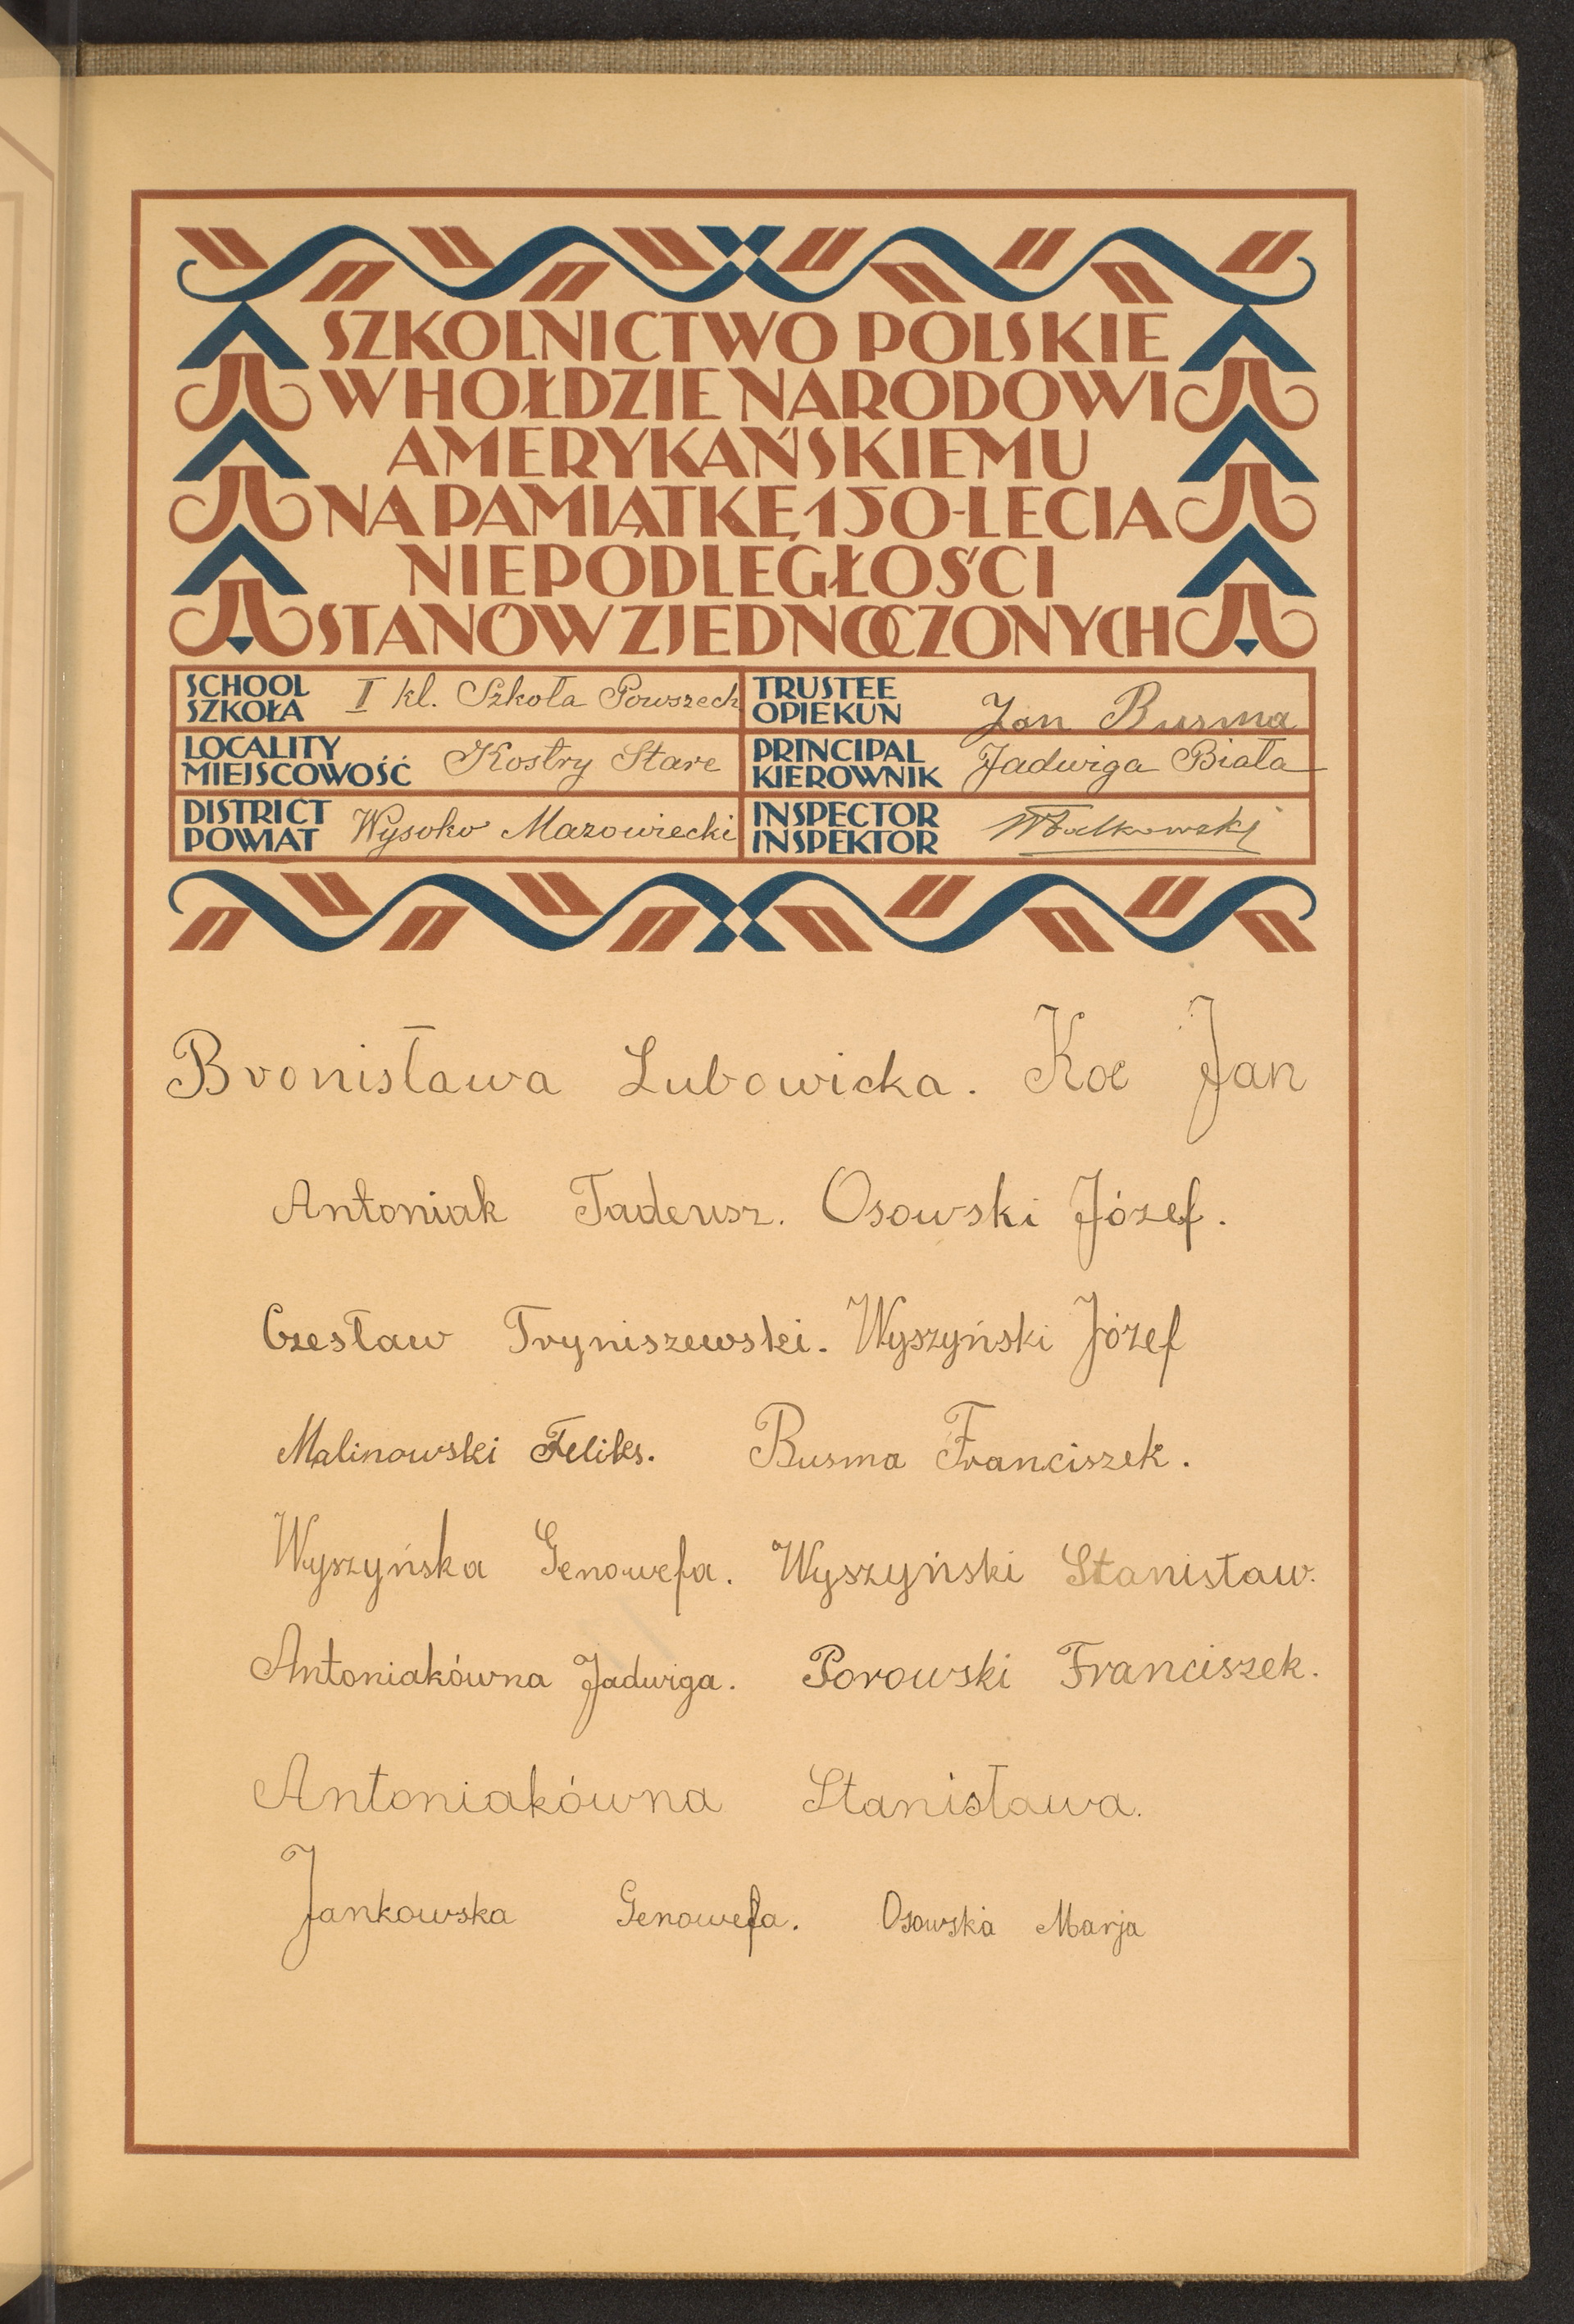 SZKOLNICTWO POLSKIE
W HOŁDZIE NARODOWI
AMERYKAŃSKIEMU
NA PAMIĄTKĘ 150-LECIA
NIEPODLEGŁOŚCI
STANÓW ZJEDNOCZONYCH
SCHOOL
SZKOŁA I kl. Szkoła Powszech
TRUSTEE
OPIEKUN Jan Busma
LOCALITY
MIEJSCOWOŚĆ Kostry Stare
PRINCIPAL
KIEROWNIK Jadwiga Biała
DISTRICT
POWIAT Wysoko Mazowiecki
INSPECTOR
INSPEKTOR
Bronisława Lubowicka. Koc Jan
Antoniak Tadeusz. Osowski Józef.
Czesław Tryniszewski. Wyszyński Józef
Malinowski Feliks. Busma Franciszek.
Wyszyńska Genowefa. Wyszyński Stanisław.
Antoniakówna Jadwiga. Porowski Franciszek.
Antoniakówna Stanisława.
Jankowska Genowefa. Osowska Marja